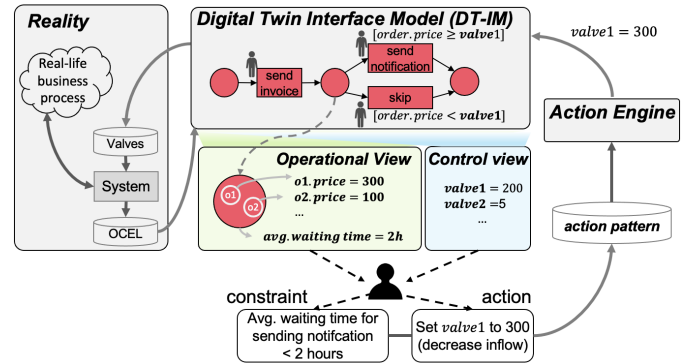 Reality
Real-life
business
process
Valves
System
OCEL
Digital Twin Interface Model (DT-IM)
[order.price ≥ valve1]
send
invoice
send
notification
skip
[order.price < valve1]
valve1 = 300
Action Engine
action pattern
Operational View
o1
o2
o1.price = 300
o2.price = 100
...
avg.waiting time = 2h
Control view
valve1 = 200
valve2 =5
...
constraint
action
Avg. waiting time for
sending notifcation
< 2 hours
Set valve1 to 300
(decrease inflow)